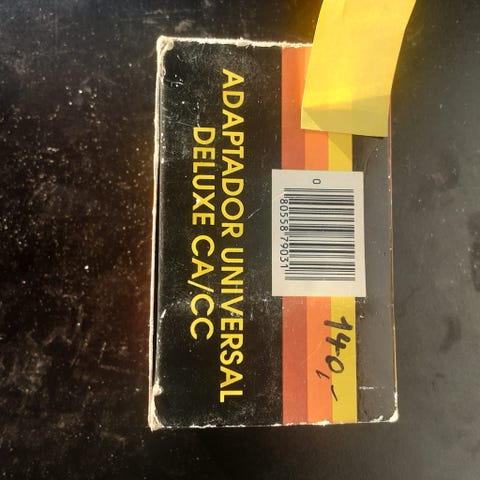 ADAPTADOR UNIVERSAL
DELUXE CA/CC
0
80558 79031
140,-